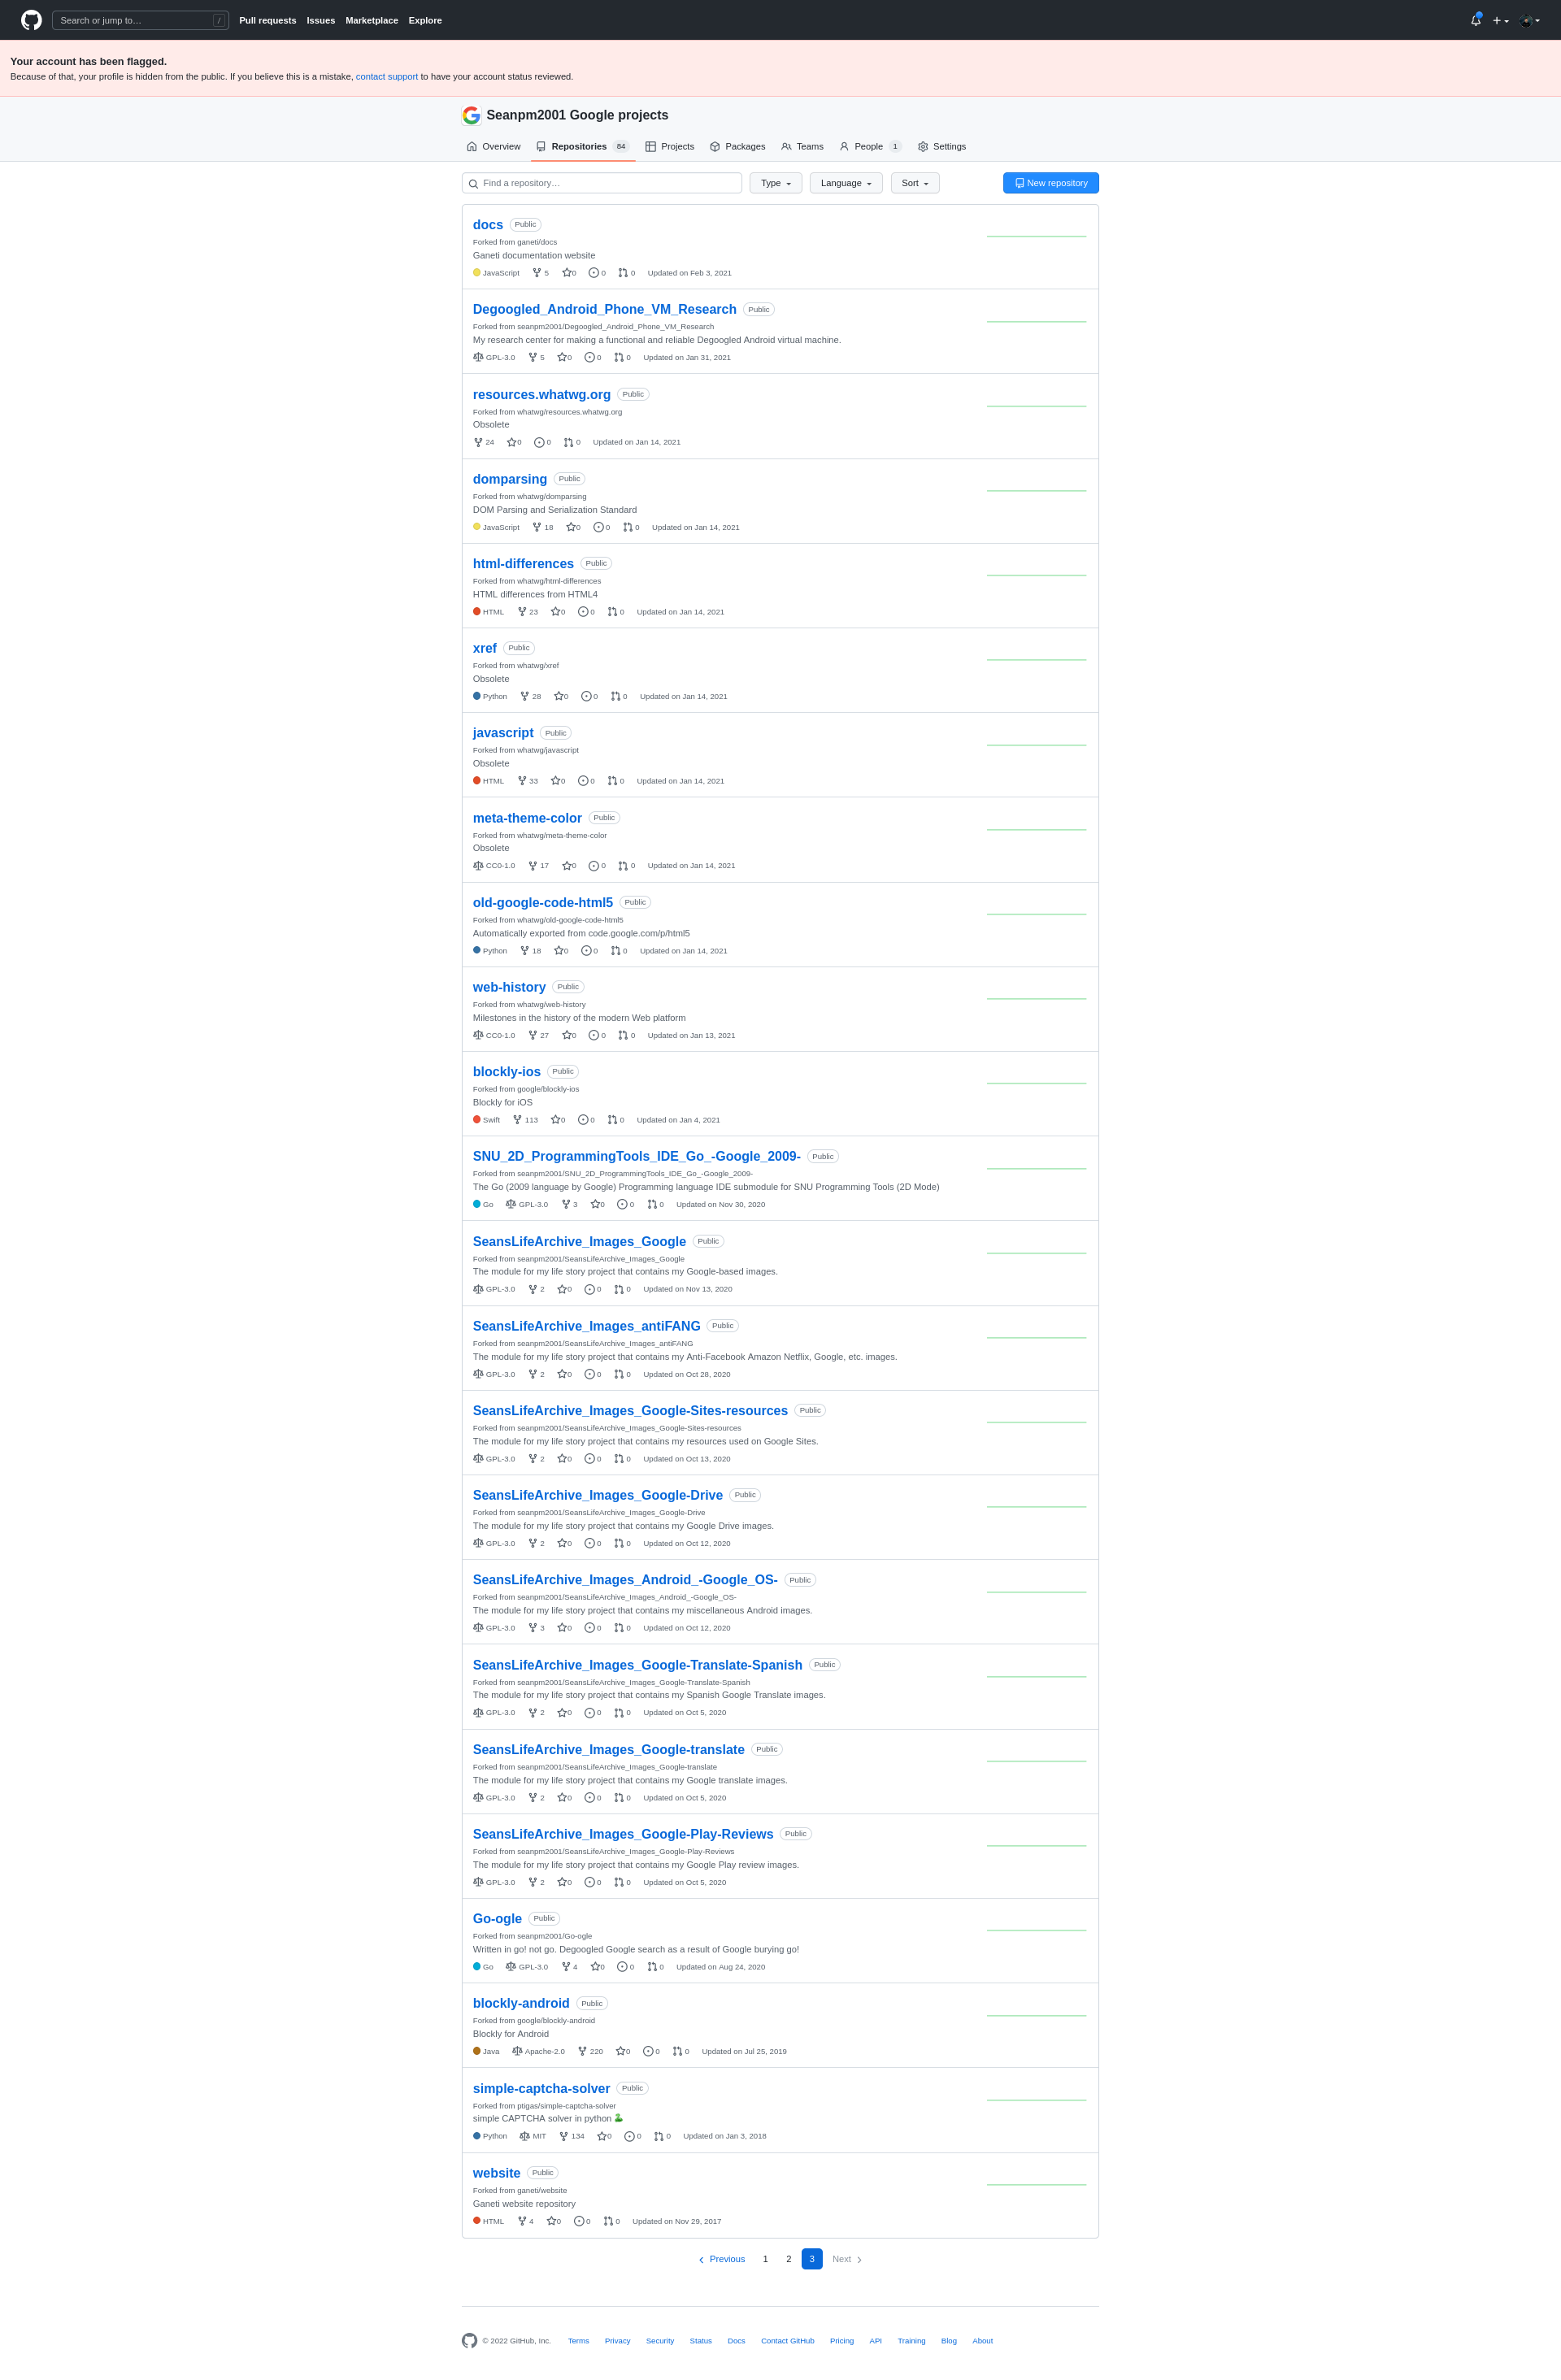 Search or jump to… /
Pull requests Issues Marketplace Explore
Your account has been flagged.
Because of that, your profile is hidden from the public. If you believe this is a mistake, contact support to have your account status reviewed.
Seanpm2001 Google projects
Overview Repositories 84 Projects Packages Teams People 1 Settings
Find a repository… Type Language Sort New repository
docs Public
Forked from ganeti/docs
Ganeti documentation website
JavaScript 5 0 0 0 Updated on Feb 3, 2021
Degoogled_Android_Phone_VM_Research Public
Forked from seanpm2001/Degoogled_Android_Phone_VM_Research
My research center for making a functional and reliable Degoogled Android virtual machine.
GPL-3.0 5 0 0 0 Updated on Jan 31, 2021
resources.whatwg.org Public
Forked from whatwg/resources.whatwg.org
Obsolete
24 0 0 0 Updated on Jan 14, 2021
domparsing Public
Forked from whatwg/domparsing
DOM Parsing and Serialization Standard
JavaScript 18 0 0 0 Updated on Jan 14, 2021
html-differences Public
Forked from whatwg/html-differences
HTML differences from HTML4
HTML 23 0 0 0 Updated on Jan 14, 2021
xref Public
Forked from whatwg/xref
Obsolete
Python 28 0 0 0 Updated on Jan 14, 2021
javascript Public
Forked from whatwg/javascript
Obsolete
HTML 33 0 0 0 Updated on Jan 14, 2021
meta-theme-color Public
Forked from whatwg/meta-theme-color
Obsolete
CC0-1.0 17 0 0 0 Updated on Jan 14, 2021
old-google-code-html5 Public
Forked from whatwg/old-google-code-html5
Automatically exported from code.google.com/p/html5
Python 18 0 0 0 Updated on Jan 14, 2021
web-history Public
Forked from whatwg/web-history
Milestones in the history of the modern Web platform
CC0-1.0 27 0 0 0 Updated on Jan 13, 2021
blockly-ios Public
Forked from google/blockly-ios
Blockly for iOS
Swift 113 0 0 0 Updated on Jan 4, 2021
SNU_2D_ProgrammingTools_IDE_Go_-Google_2009- Public
Forked from seanpm2001/SNU_2D_ProgrammingTools_IDE_Go_-Google_2009-
The Go (2009 language by Google) Programming language IDE submodule for SNU Programming Tools (2D Mode)
Go GPL-3.0 3 0 0 0 Updated on Nov 30, 2020
SeansLifeArchive_Images_Google Public
Forked from seanpm2001/SeansLifeArchive_Images_Google
The module for my life story project that contains my Google-based images.
GPL-3.0 2 0 0 0 Updated on Nov 13, 2020
SeansLifeArchive_Images_antiFANG Public
Forked from seanpm2001/SeansLifeArchive_Images_antiFANG
The module for my life story project that contains my Anti-Facebook Amazon Netflix, Google, etc. images.
GPL-3.0 2 0 0 0 Updated on Oct 28, 2020
SeansLifeArchive_Images_Google-Sites-resources Public
Forked from seanpm2001/SeansLifeArchive_Images_Google-Sites-resources
The module for my life story project that contains my resources used on Google Sites.
GPL-3.0 2 0 0 0 Updated on Oct 13, 2020
SeansLifeArchive_Images_Google-Drive Public
Forked from seanpm2001/SeansLifeArchive_Images_Google-Drive
The module for my life story project that contains my Google Drive images.
GPL-3.0 2 0 0 0 Updated on Oct 12, 2020
SeansLifeArchive_Images_Android_-Google_OS- Public
Forked from seanpm2001/SeansLifeArchive_Images_Android_-Google_OS-
The module for my life story project that contains my miscellaneous Android images.
GPL-3.0 3 0 0 0 Updated on Oct 12, 2020
SeansLifeArchive_Images_Google-Translate-Spanish Public
Forked from seanpm2001/SeansLifeArchive_Images_Google-Translate-Spanish
The module for my life story project that contains my Spanish Google Translate images.
GPL-3.0 2 0 0 0 Updated on Oct 5, 2020
SeansLifeArchive_Images_Google-translate Public
Forked from seanpm2001/SeansLifeArchive_Images_Google-translate
The module for my life story project that contains my Google translate images.
GPL-3.0 2 0 0 0 Updated on Oct 5, 2020
SeansLifeArchive_Images_Google-Play-Reviews Public
Forked from seanpm2001/SeansLifeArchive_Images_Google-Play-Reviews
The module for my life story project that contains my Google Play review images.
GPL-3.0 2 0 0 0 Updated on Oct 5, 2020
Go-ogle Public
Forked from seanpm2001/Go-ogle
Written in go! not go. Degoogled Google search as a result of Google burying go!
Go GPL-3.0 4 0 0 0 Updated on Aug 24, 2020
blockly-android Public
Forked from google/blockly-android
Blockly for Android
Java Apache-2.0 220 0 0 0 Updated on Jul 25, 2019
simple-captcha-solver Public
Forked from ptigas/simple-captcha-solver
simple CAPTCHA solver in python 🐍
Python MIT 134 0 0 0 Updated on Jan 3, 2018
website Public
Forked from ganeti/website
Ganeti website repository
HTML 4 0 0 0 Updated on Nov 29, 2017
Previous 1 2 3 Next
© 2022 GitHub, Inc. Terms Privacy Security Status Docs Contact GitHub Pricing API Training Blog About